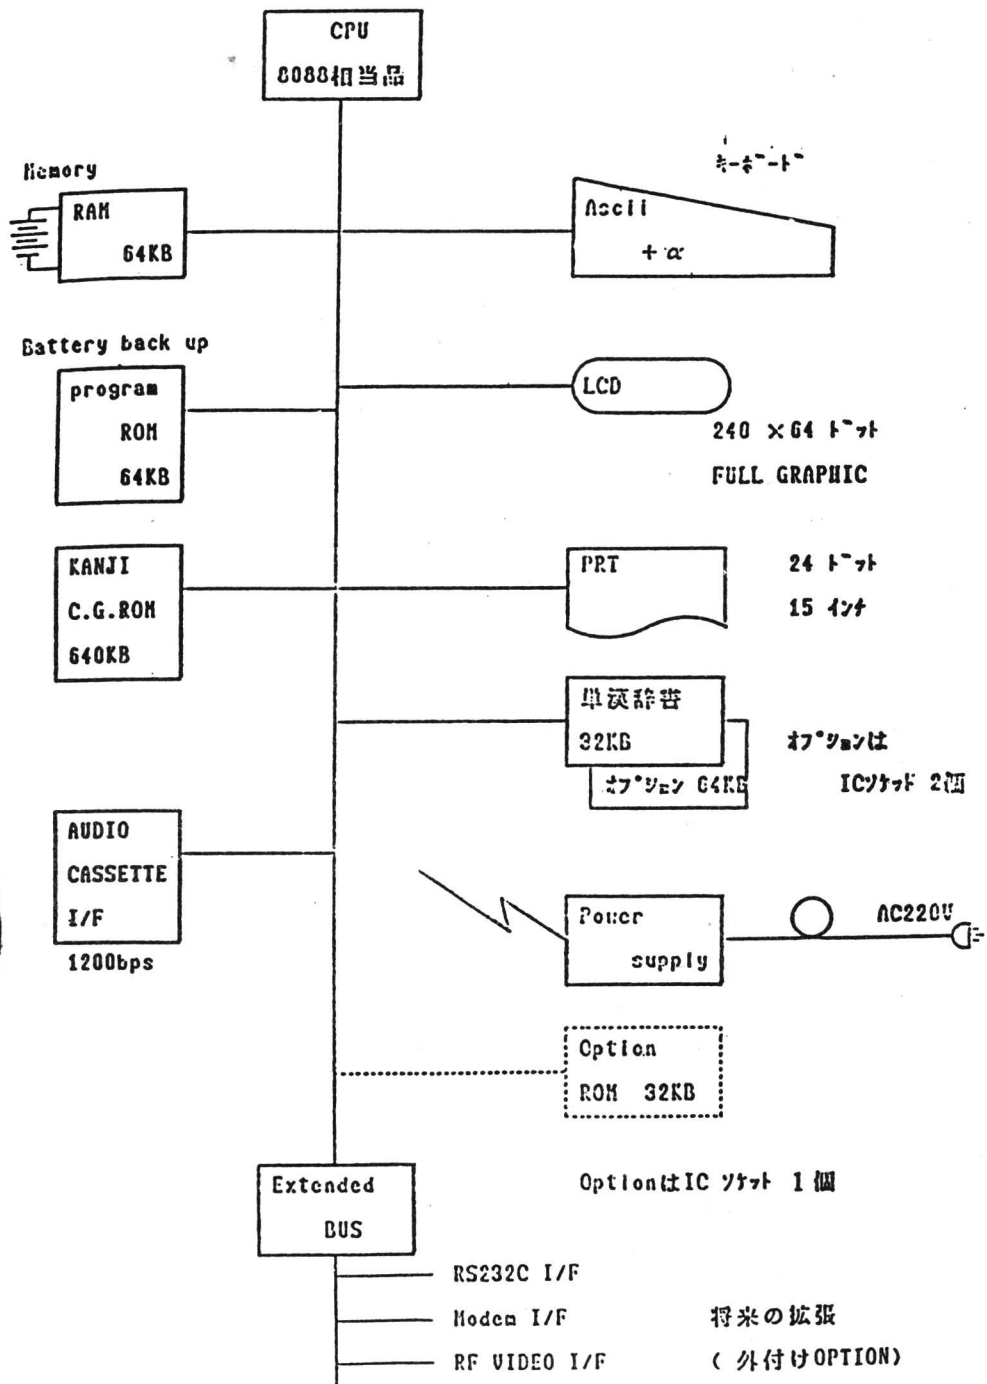 CPU
8088相当品
Memory
RAM
64KB
キーボード
Ascii
+α
Battery back up
program
ROM
64KB
LCD
240 ×64 ドット
FULL GRAPHIC
KANJI
C.G.ROM
640KB
PRT
24 ドット
15 インチ
単漢辞書
32KB
オプション 64KB
オプションは
ICソケッド 2個
AUDIO
CASSETTE
I/F
1200bps
Power
supply
AC220V
Option
ROM 32KB
OptionはIC ソケット 1個
Extended
BUS
RS232C I/F
Modem I/F
RF VIDEO I/F
将来の拡張
( 外付けOPTION)